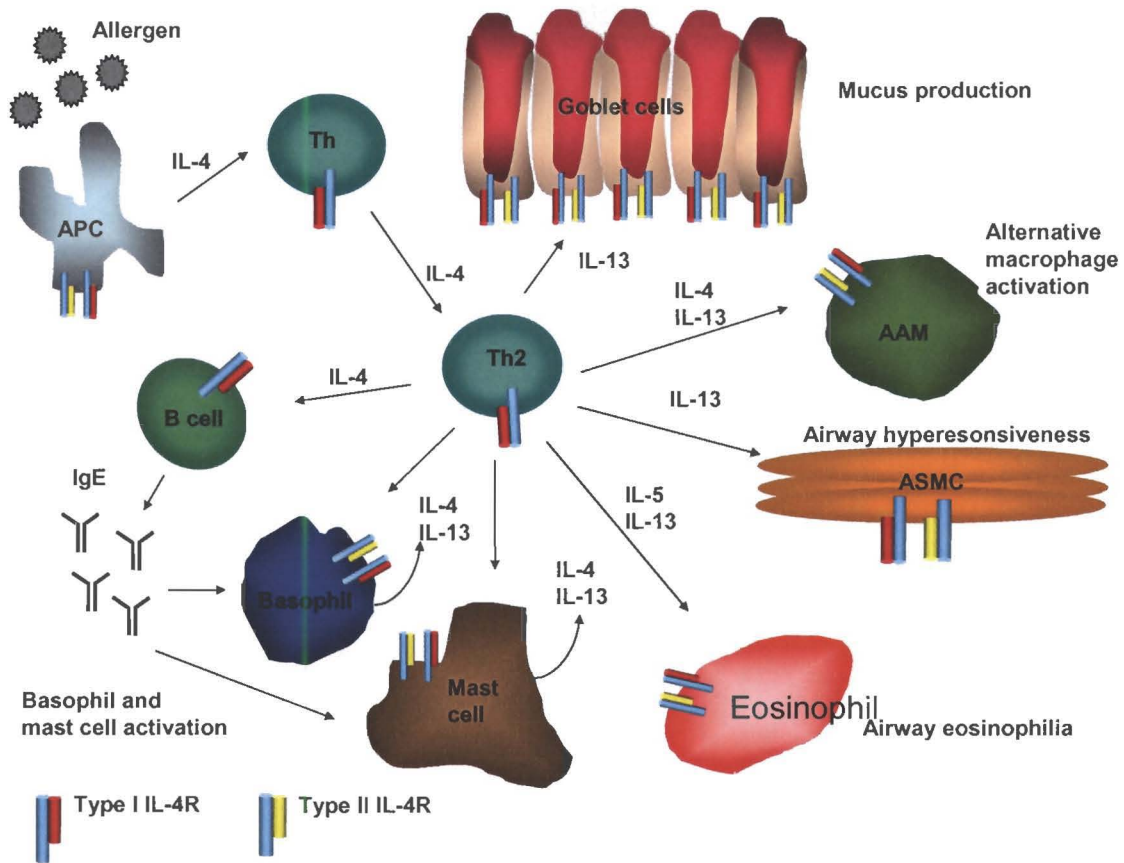 Allergen
Goblet cells
Mucus production
IL-4
Th
APC
IL-4
IL-13
Alternative
macrophage
activation
IL-4
IL-13
AAM
Th2
IL-4
B cell
IL-13
Airway hyperesonsiveness
ASMC
IgE
IL-4
IL-13
IL-5
IL-13
Basophil
IL-4
IL-13
Mast
cell
Eosinophil
Airway eosinophilia
Basophil and
mast cell activation
Type I IL-4R
Type II IL-4R